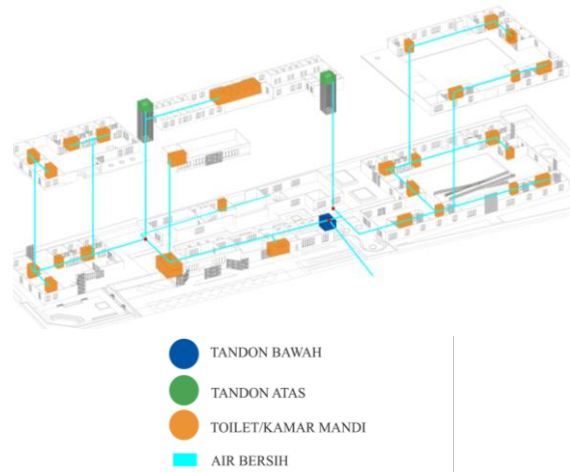 TANDON BAWAH
TANDON ATAS
TOILET/KAMAR MANDI
AIR BERSIH